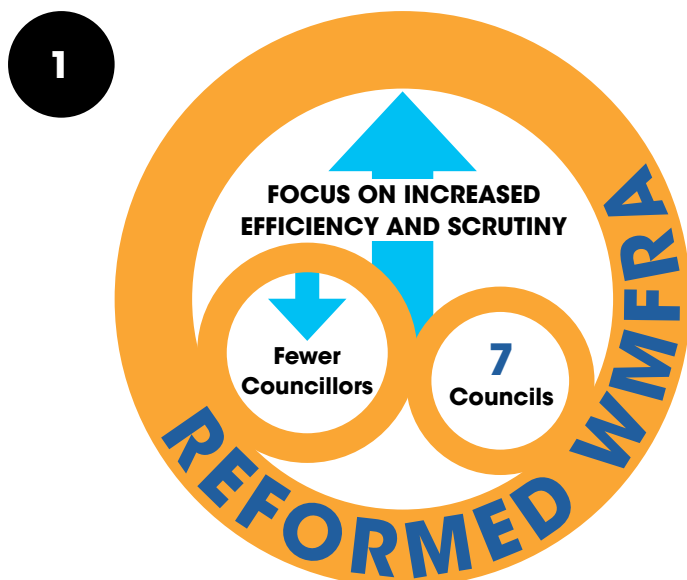 1
FOCUS ON INCREASED
EFFICIENCY AND SCRUTINY
Fewer
Councillors
7
Councils
REFORMED WMFRA